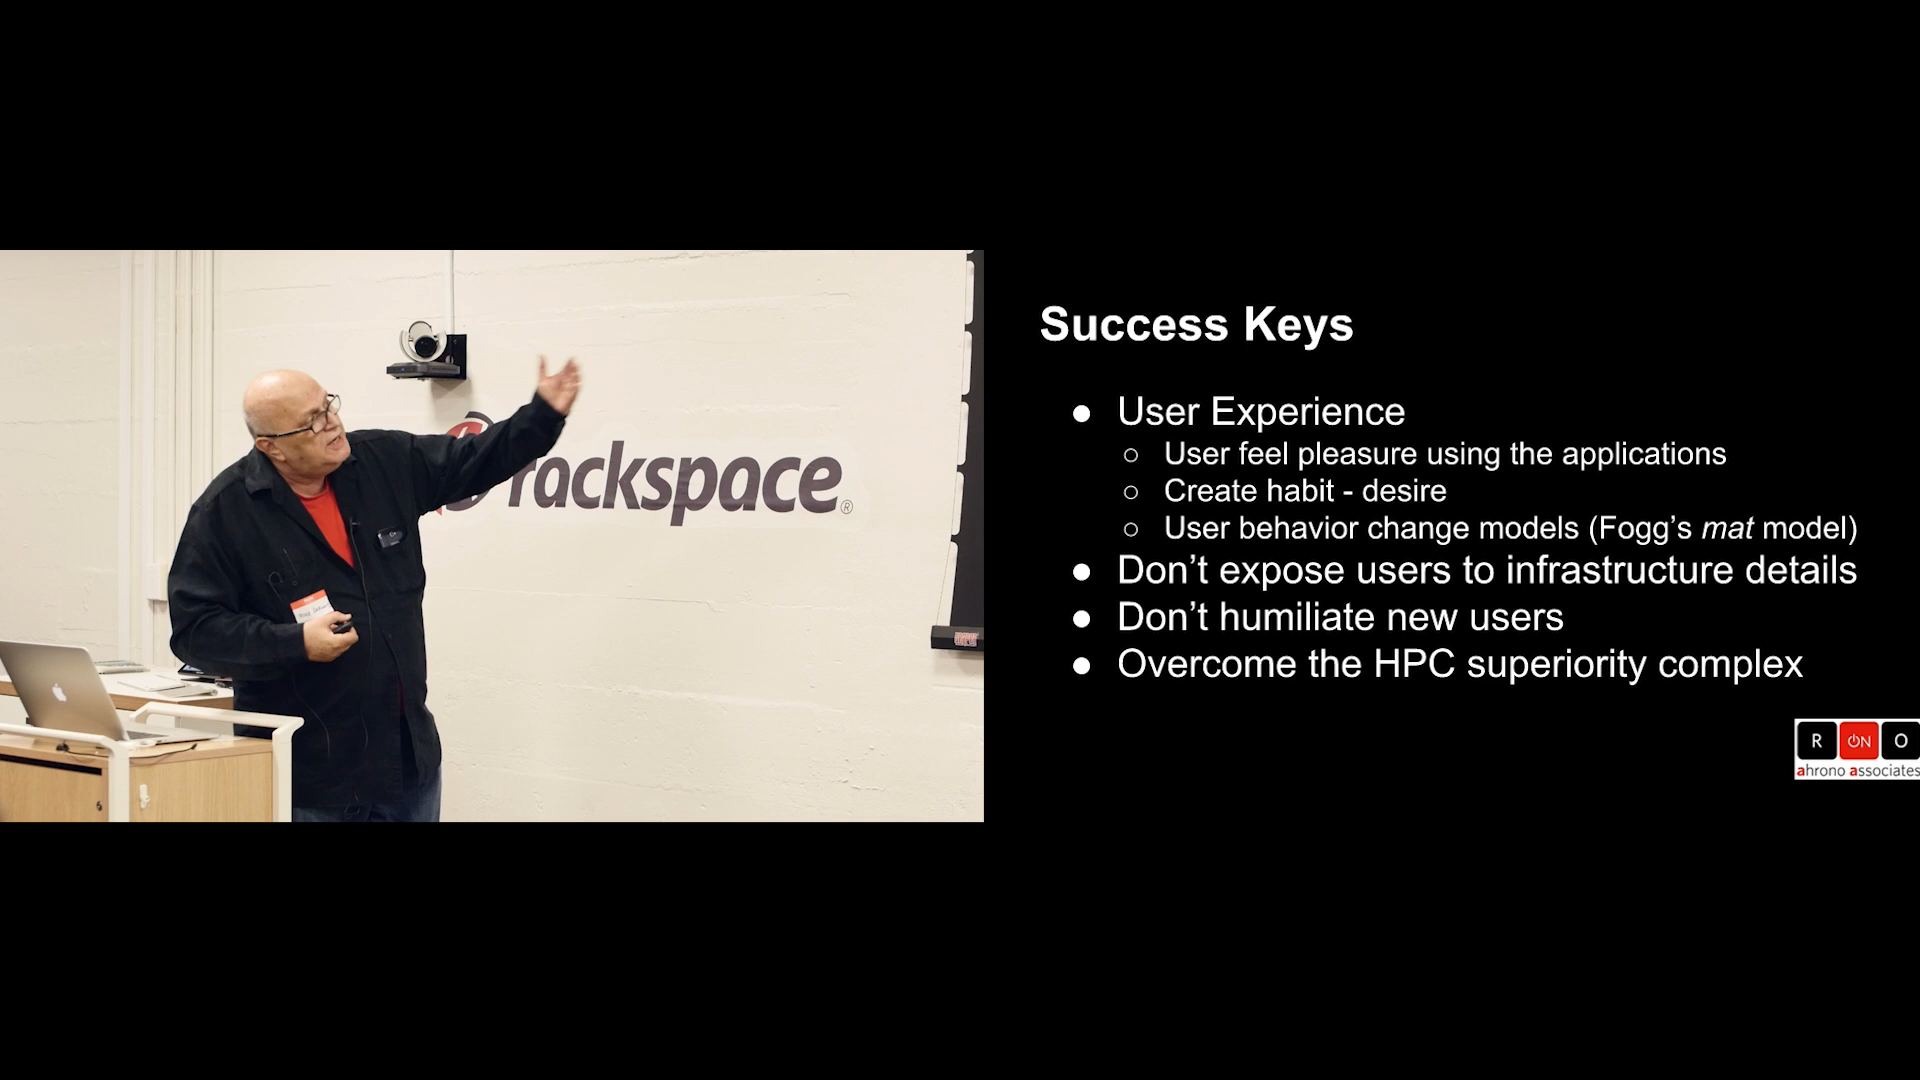 rackspace®
Success Keys
● User Experience
○ User feel pleasure using the applications
○ Create habit - desire
○ User behavior change models (Fogg’s mat model)
● Don’t expose users to infrastructure details
● Don’t humiliate new users
● Overcome the HPC superiority complex
R ON O
ahrono associates